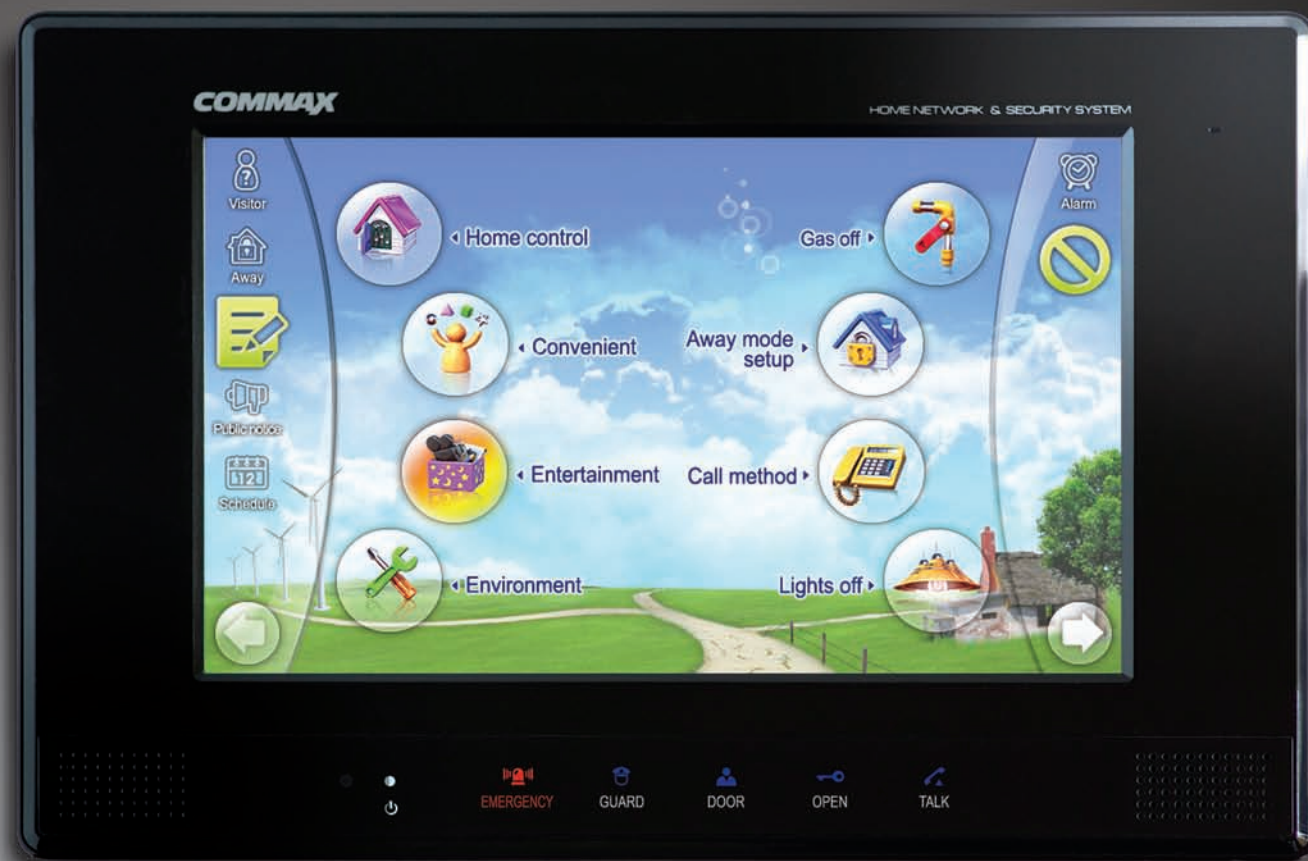 COMMAX
HOME NETWORK & SECURITY SYSTEM
Visitor
Away
Public notice
12
Schedule
Home control
Convenient
Entertainment
Environment
Gas off
Away mode
setup
Call method
Lights off
Alarm
EMERGENCY
GUARD
DOOR
OPEN
TALK